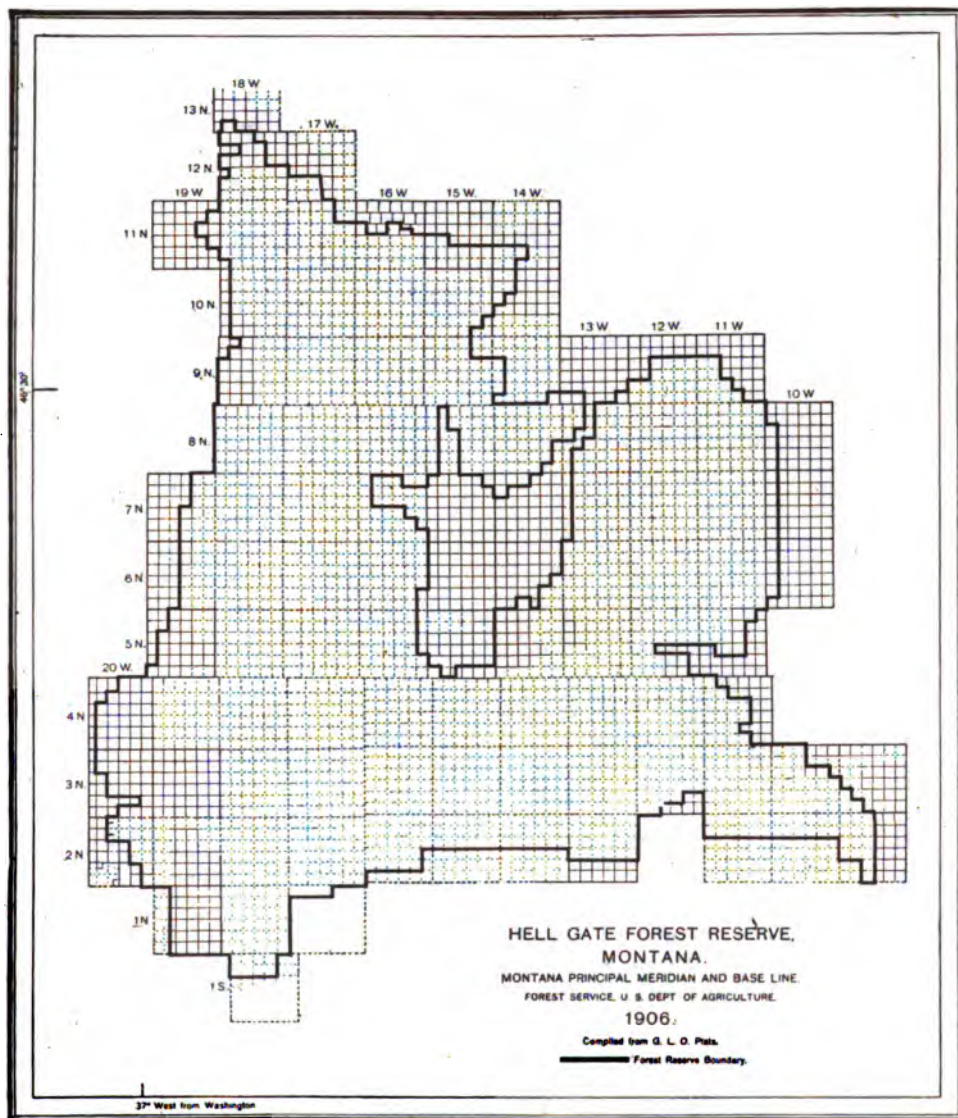 18 W
13 N.
17 W.
12 N.
19 W
16 W
15 W.
14 W.
11 N
10 N.
13 W
12 W.
11 W
9 N.
46° 30'
10 W
8 N.
7 N
6 N
5 N.
20 W.
4 N
3 N.
2 N
1 N
1 S.
HELL GATE FOREST RESERVE,
MONTANA.
MONTANA PRINCIPAL MERIDIAN AND BASE LINE.
FOREST SERVICE, U. S. DEPT OF AGRICULTURE.
1906.
Compiled from G. L. O. Plats.
Forest Reserve Boundary.
37° West from Washington